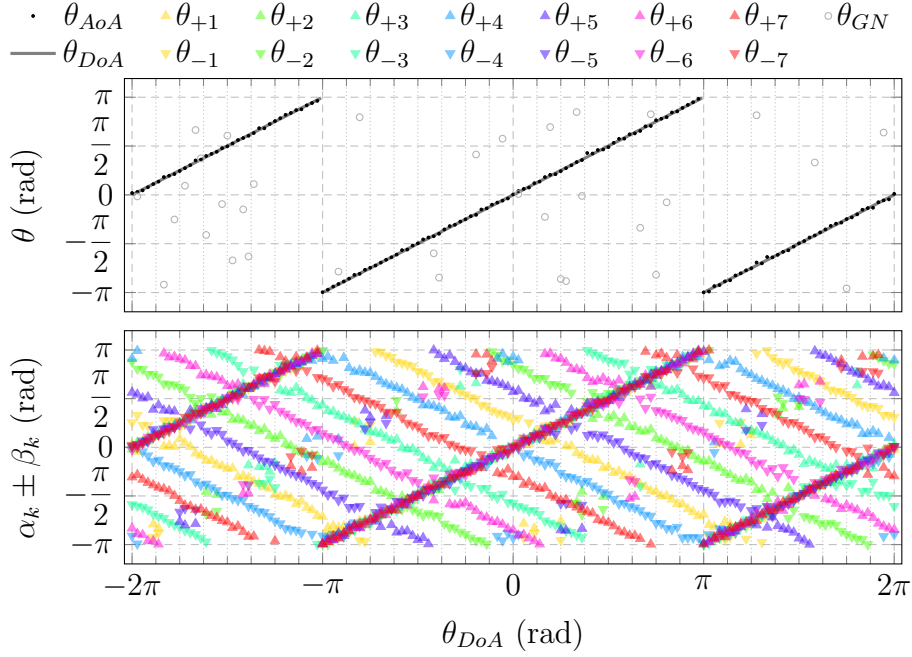 θ_AoA θ_+1 θ_+2 θ_+3 θ_+4 θ_+5 θ_+6 θ_+7 θ_GN
θ_DoA θ_−1 θ_−2 θ_−3 θ_−4 θ_−5 θ_−6 θ_−7
π
π/2
0
−π/2
−π
θ (rad)
π
π/2
0
−π/2
−π
α_k ± β_k (rad)
−2π −π 0 π 2π
θ_DoA (rad)